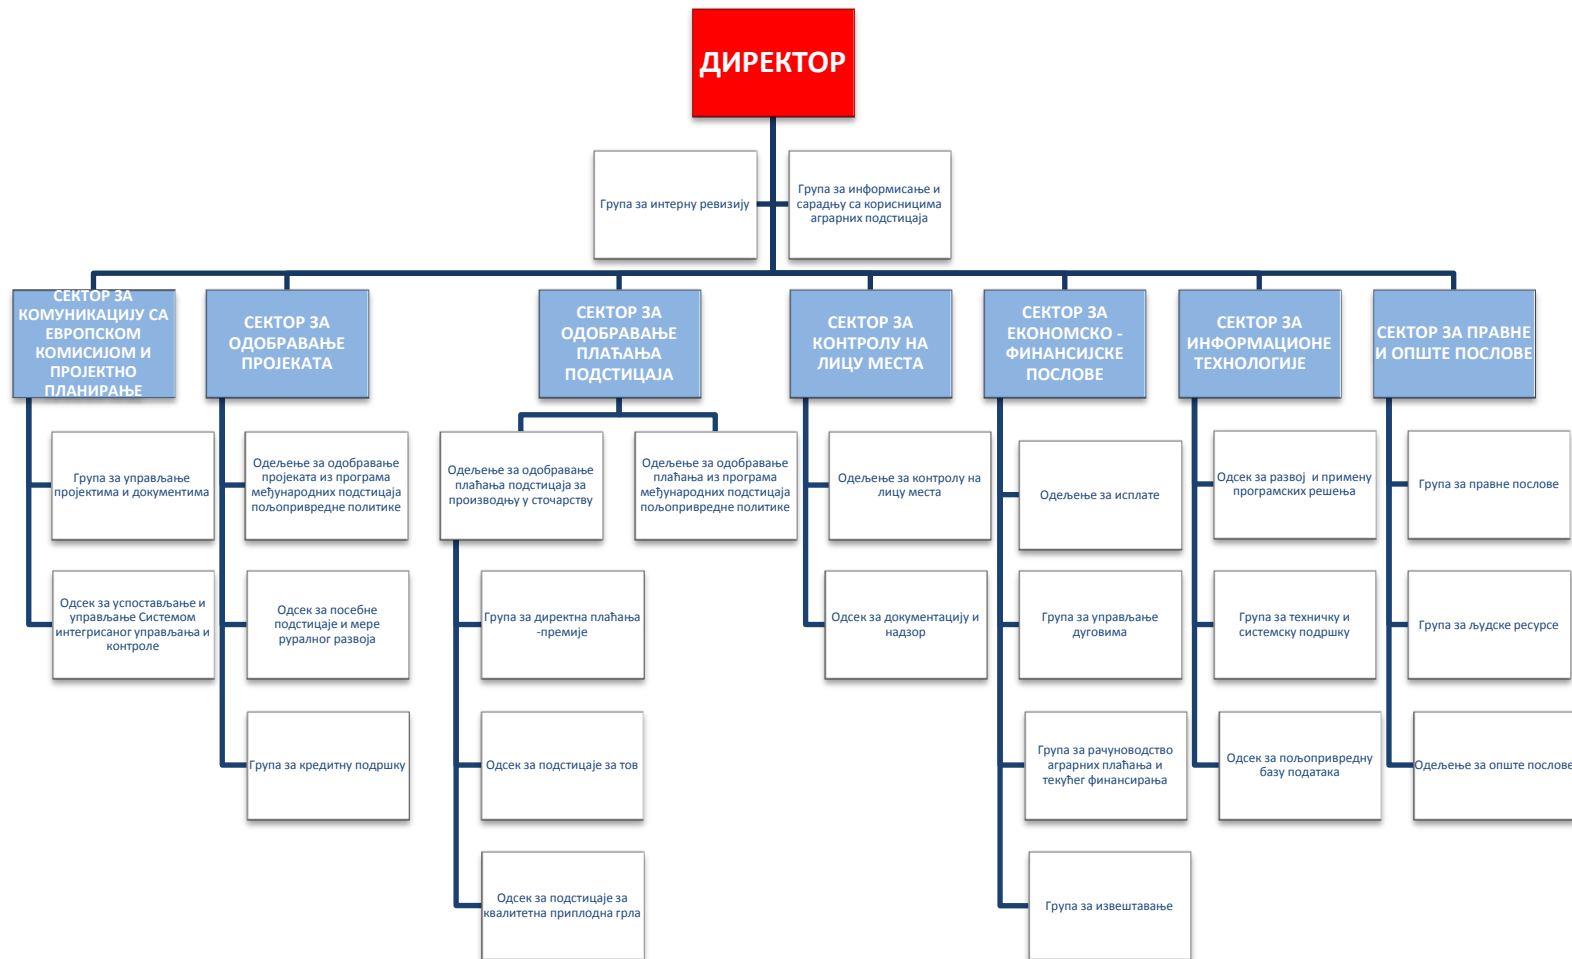 ДИРЕКТОР
Група за интерну ревизију
Група за информисање и
сарадњу са корисницима
аграрних подстицаја
СЕКТОР ЗА
КОМУНИКАЦИЈУ СА
ЕВРОПСКОМ
КОМИСИЈОМ И
ПРОЈЕКТНО
ПЛАНИРАЊЕ
СЕКТОР ЗА
ОДОБРАВАЊЕ
ПРОЈЕКАТА
СЕКТОР ЗА
ОДОБРАВАЊЕ
ПЛАЋАЊА
ПОДСТИЦАЈА
СЕКТОР ЗА
КОНТРОЛУ НА
ЛИЦУ МЕСТА
СЕКТОР ЗА
ЕКОНОМСКО -
ФИНАНСИЈСКЕ
ПОСЛОВЕ
СЕКТОР ЗА
ИНФОРМАЦИОНЕ
ТЕХНОЛОГИЈЕ
СЕКТОР ЗА ПРАВНЕ
И ОПШТЕ ПОСЛОВЕ
Група за управљање
пројектима и документима
Одсек за успостављање и
управљање Системом
интегрисаног управљања и
контроле
Одељење за одобравање
пројеката из програма
међународних подстицаја
пољопривредне политике
Одсек за посебне
подстицаје и мере
руралног развоја
Група за кредитну подршку
Одељење за одобравање
плаћања подстицаја за
производњу у сточарству
Група за директна плаћања
-премије
Одсек за подстицаје за тов
Одсек за подстицаје за
квалитетна приплодна грла
Одељење за одобравање
плаћања из програма
међународних подстицаја
пољопривредне политике
Одељење за контролу на
лицу места
Одсек за документацију и
надзор
Одељење за исплате
Група за управљање
дуговима
Група за рачуноводство
аграрних плаћања и
текућег финансирања
Група за извештавање
Одсек за развој и примену
програмских решења
Група за техничку и
системску подршку
Одсек за пољопривредну
базу података
Група за правне послове
Група за људске ресурсе
Одељење за опште послове